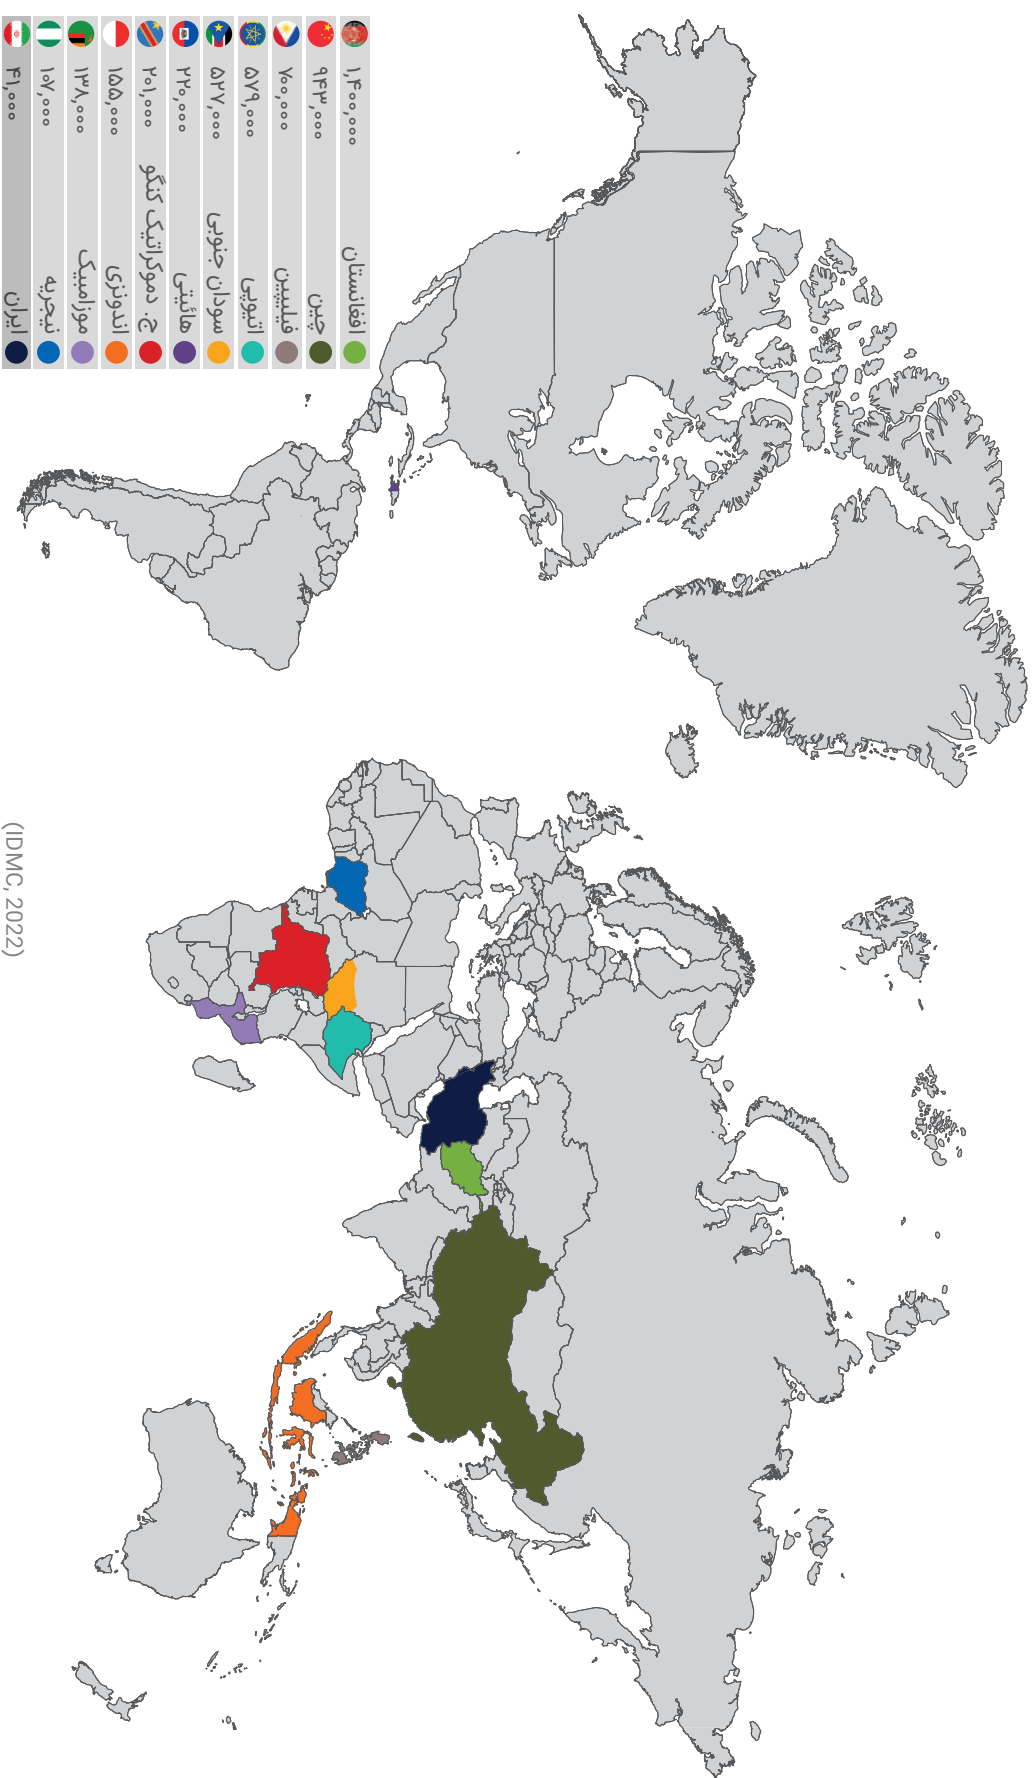 افغانستان ۱,۴۰۰,۰۰۰
چین ۹۴۳,۰۰۰
فیلیپین ۷۰۰,۰۰۰
اتیوپی ۵۷۹,۰۰۰
سودان جنوبی ۵۲۷,۰۰۰
هائیتی ۲۲۰,۰۰۰
ج. دموکراتیک کنگو ۲۰۱,۰۰۰
اندونزی ۱۵۵,۰۰۰
موزامبیک ۱۳۸,۰۰۰
نیجریه ۱۰۷,۰۰۰
ایران ۴۱,۰۰۰
(IDMC, 2022)